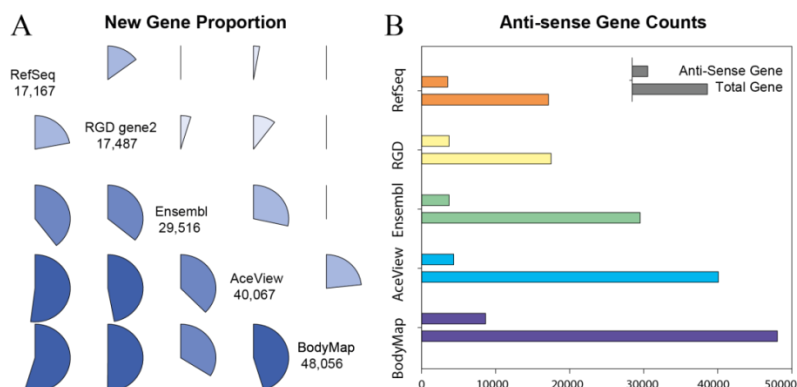 A
New Gene Proportion
RefSeq
17,167
RGD gene2
17,487
Ensembl
29,516
AceView
40,067
BodyMap
48,056
B
Anti-sense Gene Counts
Anti-Sense Gene
Total Gene
RefSeq
RGD
Ensembl
AceView
BodyMap
0 10000 20000 30000 40000 50000